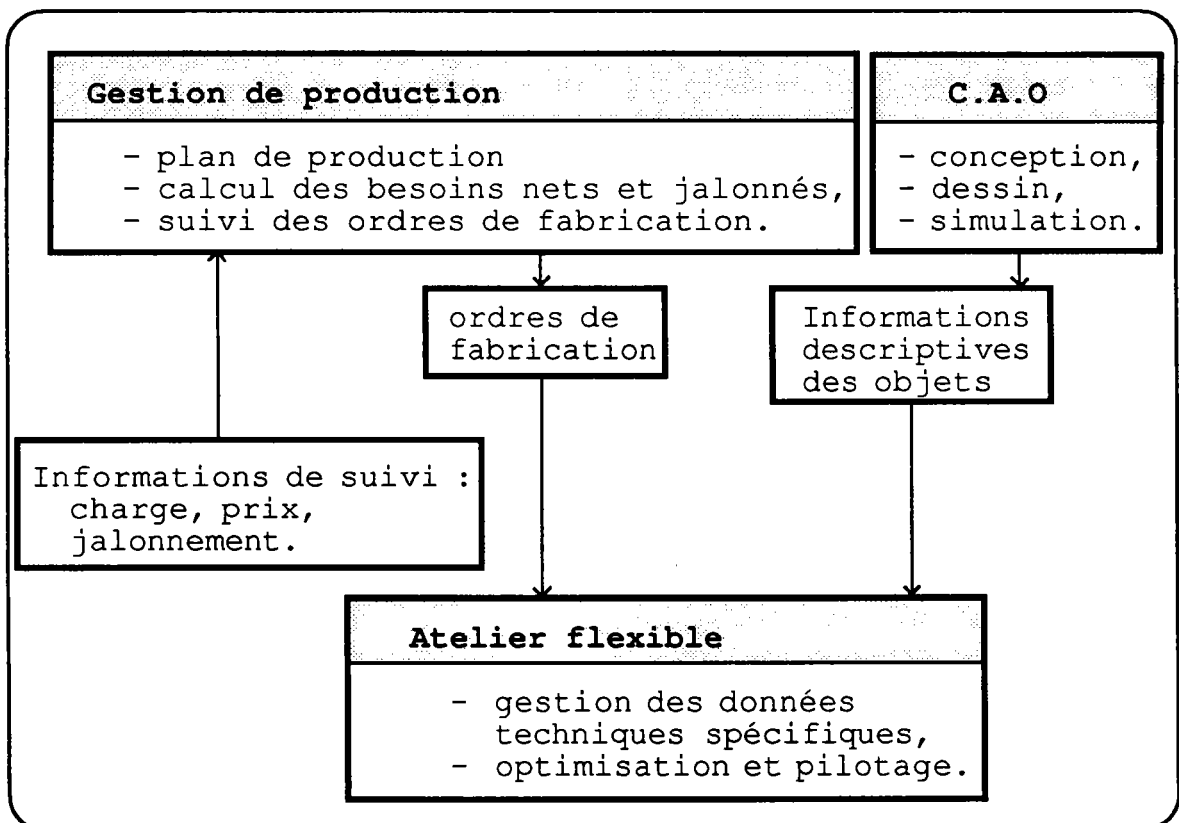 Gestion de production
- plan de production
- calcul des besoins nets et jalonnés,
- suivi des ordres de fabrication.
C.A.O
- conception,
- dessin,
- simulation.
ordres de
fabrication
Informations
descriptives
des objets
Informations de suivi :
charge, prix,
jalonnement.
Atelier flexible
- gestion des données
techniques spécifiques,
- optimisation et pilotage.